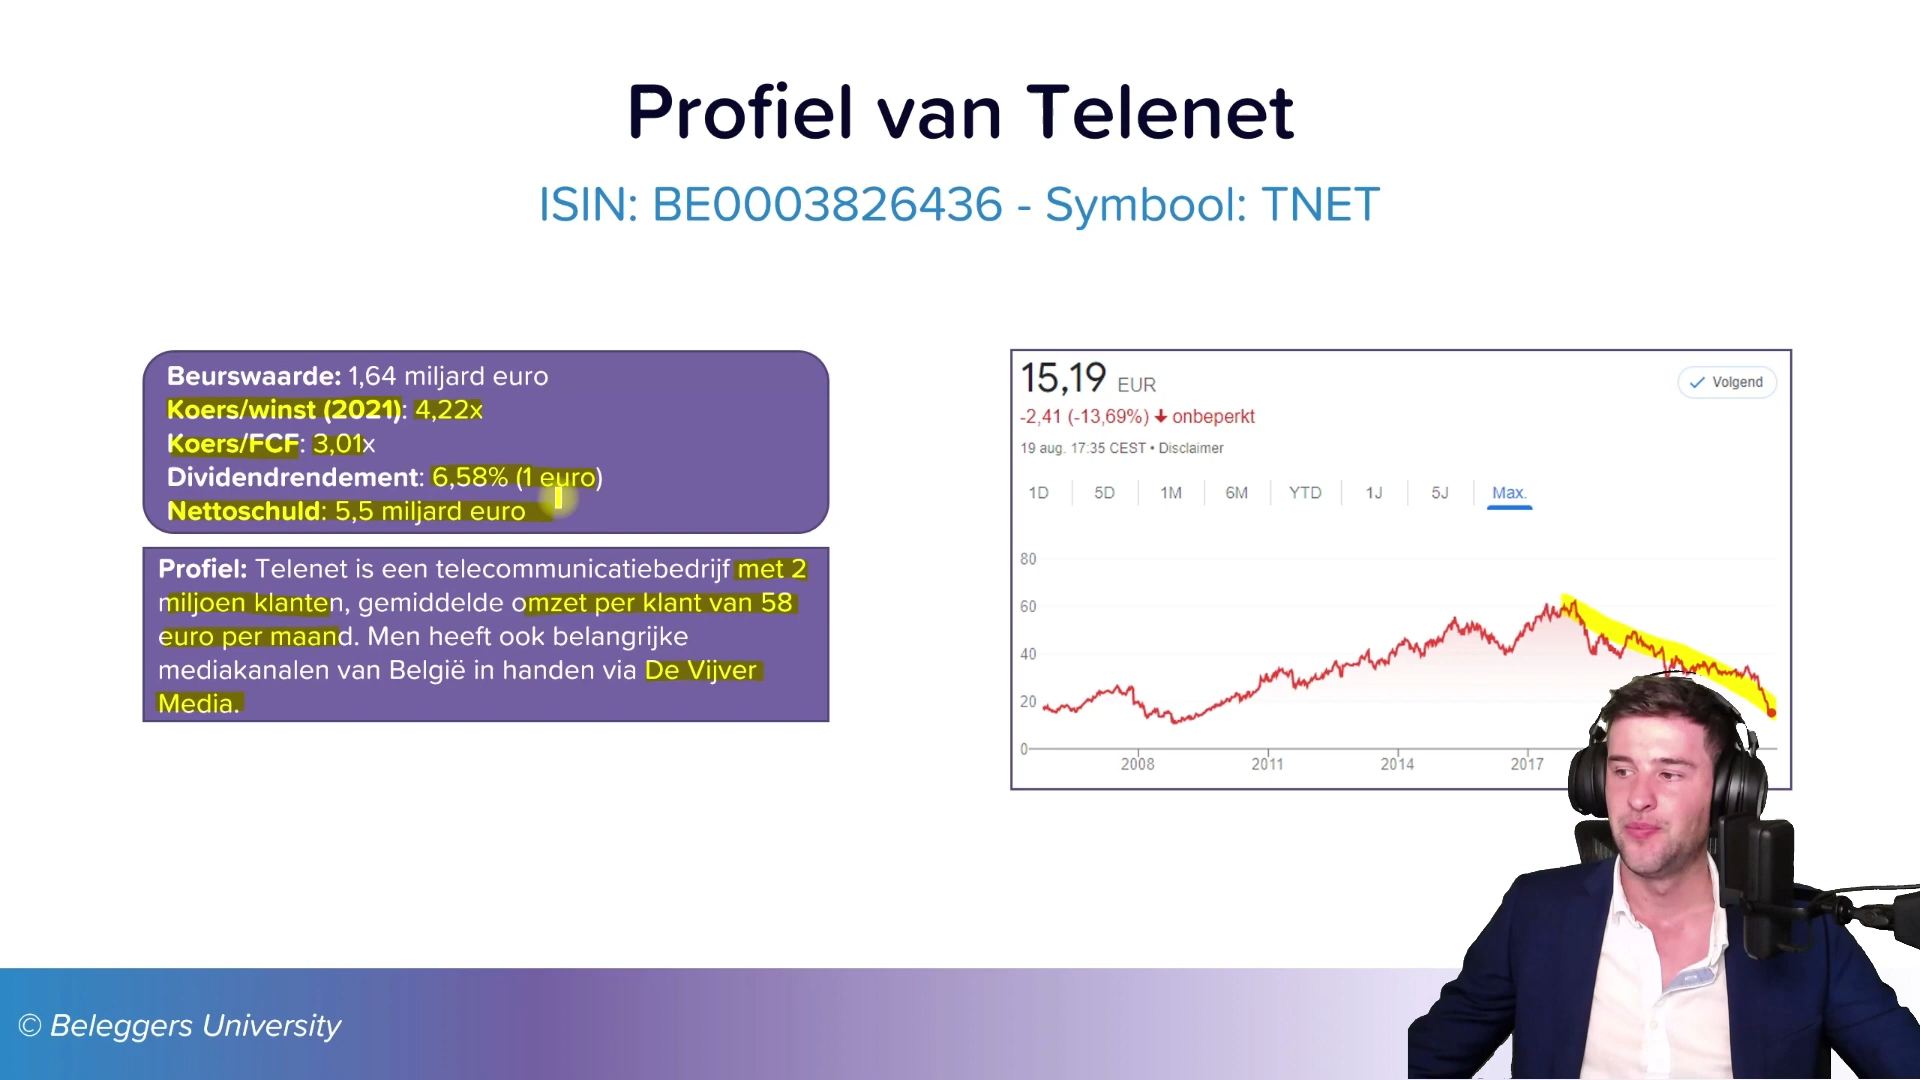 Profiel van Telenet
ISIN: BE0003826436 - Symbool: TNET
Beurswaarde: 1,64 miljard euro
Koers/winst (2021): 4,22x
Koers/FCF: 3,01x
Dividendrendement: 6,58% (1 euro)
Nettoschuld: 5,5 miljard euro
Profiel: Telenet is een telecommunicatiebedrijf met 2
miljoen klanten, gemiddelde omzet per klant van 58
euro per maand. Men heeft ook belangrijke
mediakanalen van België in handen via De Vijver
Media.
15,19 EUR
Volgend
-2,41 (-13,69%) ↓ onbeperkt
19 aug. 17:35 CEST • Disclaimer
1D 5D 1M 6M YTD 1J 5J Max.
80
60
40
20
0
2008 2011 2014 2017
© Beleggers University